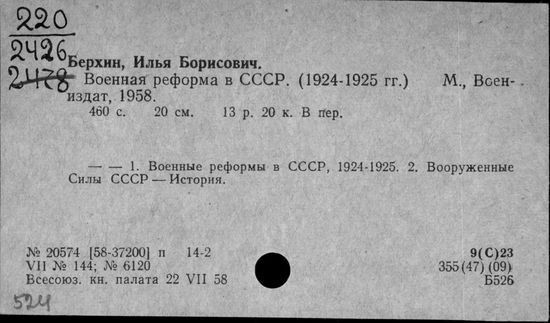 220
2426
2478
Берхин, Илья Борисович.
Военная реформа в СССР. (1924-1925 гг.) М., Воен-
издат, 1958.
460 с. 20 см. 13 р. 20 к. В пер.
— — 1. Военные реформы в СССР, 1924-1925. 2. Вооруженные
Силы СССР — История.
№ 20574 [58-37200] п 14-2 9(С)23
VII № 144; № 6120 355(47) (09)
Всесоюз. кн. палата 22 VII 58 Б526
524